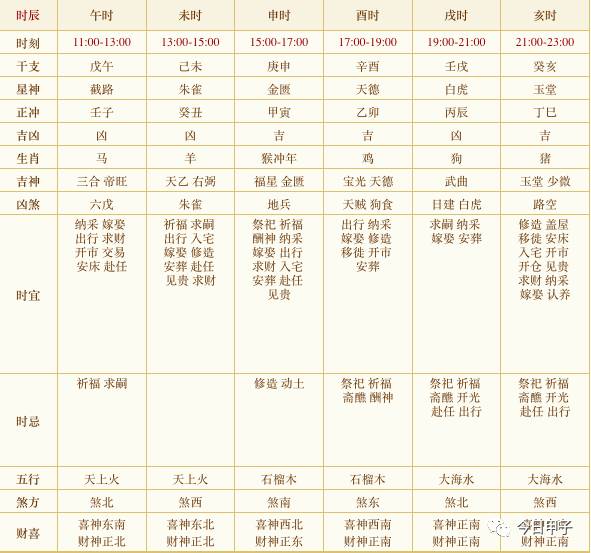 时辰 午时 未时 申时 酉时 戌时 亥时
时刻 11:00-13:00 13:00-15:00 15:00-17:00 17:00-19:00 19:00-21:00 21:00-23:00
干支 戊午 己未 庚申 辛酉 壬戌 癸亥
星神 截路 朱雀 金匮 天德 白虎 玉堂
正冲 壬子 癸丑 甲寅 乙卯 丙辰 丁巳
吉凶 凶 凶 吉 吉 凶 吉
生肖 马 羊 猴冲年 鸡 狗 猪
吉神 三合 帝旺 天乙 右弼 福星 金匮 宝光 天德 武曲 玉堂 少微
凶煞 六戊 朱雀 地兵 天贼 狗食 日建 白虎 路空
时宜
纳采 嫁娶
出行 求财
开市 交易
安床 赴任
祈福 求嗣
出行 入宅
嫁娶 修造
安葬 赴任
见贵 求财
祭祀 祈福
酬神 纳采
嫁娶 出行
求财 入宅
安葬 赴任
见贵
出行 纳采
嫁娶 修造
移徙 开市
安葬
求嗣 纳采
嫁娶 安葬
修造 盖屋
移徙 安床
入宅 开市
开仓 见贵
求财 纳采
嫁娶 认养
时忌
祈福 求嗣
修造 动土
祭祀 祈福
斋醮 酬神
祭祀 祈福
斋醮 开光
赴任 出行
祭祀 祈福
斋醮 开光
赴任 出行
五行 天上火 天上火 石榴木 石榴木 大海水 大海水
煞方 煞北 煞西 煞南 煞东 煞北 煞西
财喜
喜神东南
财神正北
喜神东北
财神正北
喜神西北
财神正东
喜神西南
财神正东
喜神正南
财神正南
财神正南
今日甲子